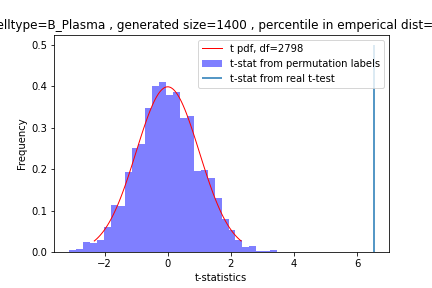 elltype=B_Plasma , generated size=1400 , percentile in emperical dist=
t pdf, df=2798
t-stat from permutation labels
t-stat from real t-test
Frequency
0.5
0.4
0.3
0.2
0.1
0.0
−2
0
2
4
6
t-statistics